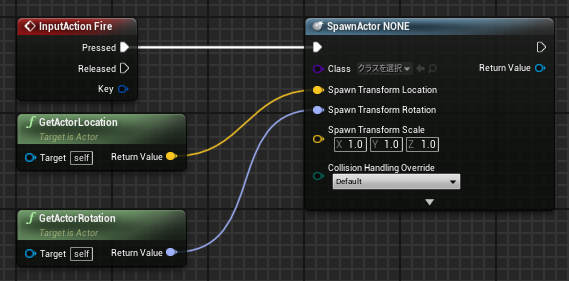 InputAction Fire
Pressed
Released
Key
GetActorLocation
Target is Actor
Target self
Return Value
GetActorRotation
Target is Actor
Target self
Return Value
SpawnActor NONE
Class クラスを選択
Return Value
Spawn Transform Location
Spawn Transform Rotation
Spawn Transform Scale
X 1.0 Y 1.0 Z 1.0
Collision Handling Override
Default